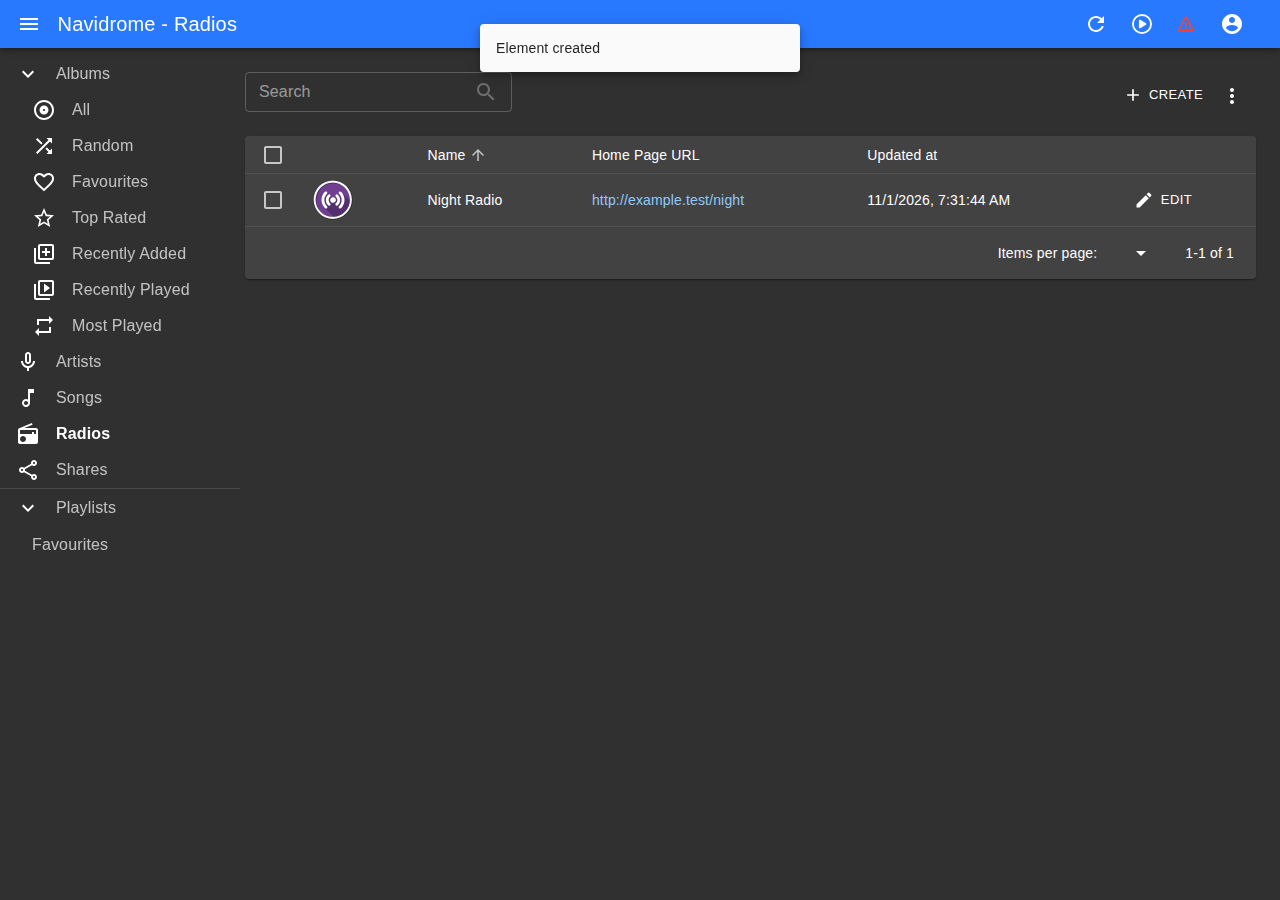 Navidrome - Radios
Element created
Albums
All
Random
Favourites
Top Rated
Recently Added
Recently Played
Most Played
Artists
Songs
Radios
Shares
Playlists
Favourites
Search
CREATE
Name Home Page URL Updated at
Night Radio http://example.test/night 11/1/2026, 7:31:44 AM EDIT
Items per page: 1-1 of 1